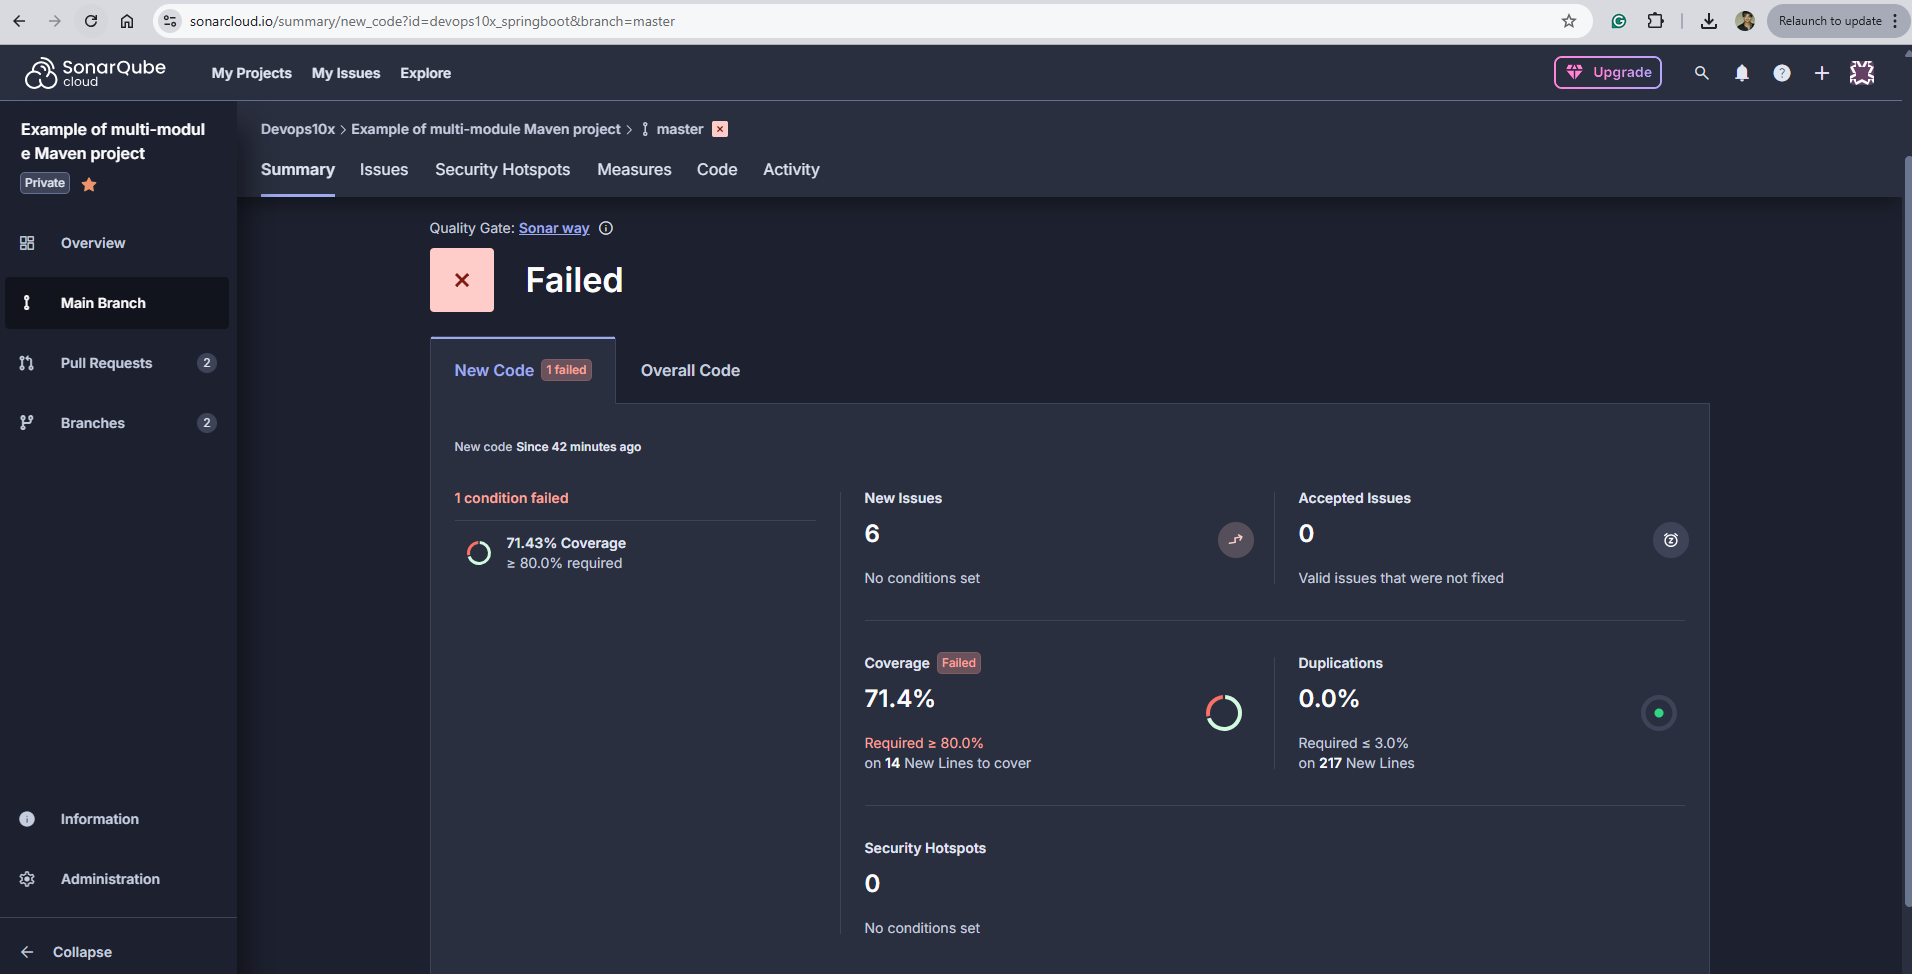 sonarcloud.io/summary/new_code?id=devops10x_springboot&branch=master
Relaunch to update
SonarQube
cloud
My Projects
My Issues
Explore
Upgrade
Example of multi-modul
e Maven project
Private
Overview
Main Branch
Pull Requests 2
Branches 2
Information
Administration
Collapse
Devops10x > Example of multi-module Maven project > master
Summary
Issues
Security Hotspots
Measures
Code
Activity
Quality Gate: Sonar way
Failed
New Code 1 failed
Overall Code
New code Since 42 minutes ago
1 condition failed
71.43% Coverage
≥ 80.0% required
New Issues
6
No conditions set
Accepted Issues
0
Valid issues that were not fixed
Coverage Failed
71.4%
Required ≥ 80.0%
on 14 New Lines to cover
Duplications
0.0%
Required ≤ 3.0%
on 217 New Lines
Security Hotspots
0
No conditions set